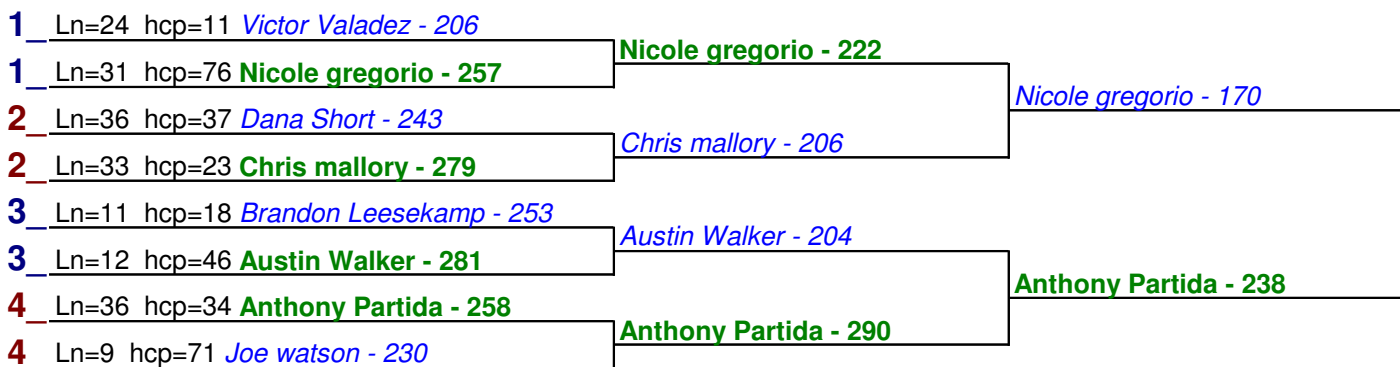 1_ Ln=24 hcp=11 Victor Valadez - 206
Nicole gregorio - 222
1_ Ln=31 hcp=76 Nicole gregorio - 257
Nicole gregorio - 170
2_ Ln=36 hcp=37 Dana Short - 243
Chris mallory - 206
2_ Ln=33 hcp=23 Chris mallory - 279
3_ Ln=11 hcp=18 Brandon Leesekamp - 253
Austin Walker - 204
3_ Ln=12 hcp=46 Austin Walker - 281
Anthony Partida - 238
4_ Ln=36 hcp=34 Anthony Partida - 258
Anthony Partida - 290
4 Ln=9 hcp=71 Joe watson - 230